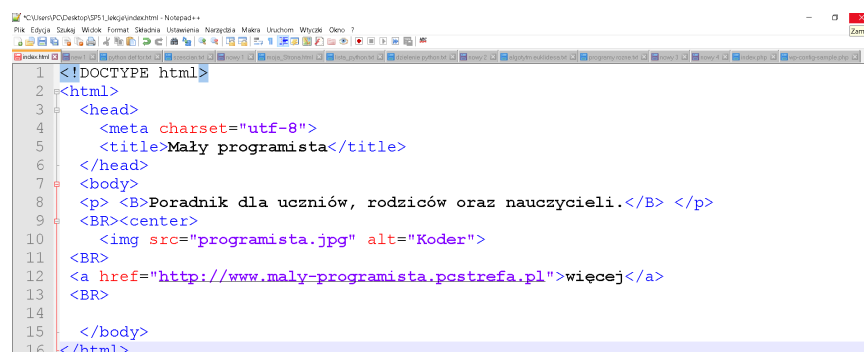 *C:\Users\PC\Desktop\SP51_lekcje\index.html - Notepad++
Plik Edycja Szukaj Widok Format Składnia Ustawienia Narzędzia Makra Uruchom Wtyczki Okno ?
Zam
index.html
1 <!DOCTYPE html>
2 <html>
3 <head>
4 <meta charset="utf-8">
5 <title>Mały programista</title>
6 </head>
7 <body>
8 <p> <B>Poradnik dla uczniów, rodziców oraz nauczycieli.</B> </p>
9 <BR><center>
10 <img src="programista.jpg" alt="Koder">
11 <BR>
12 <a href="http://www.maly-programista.pcstrefa.pl">więcej</a>
13 <BR>
14
15 </body>
16 </html>